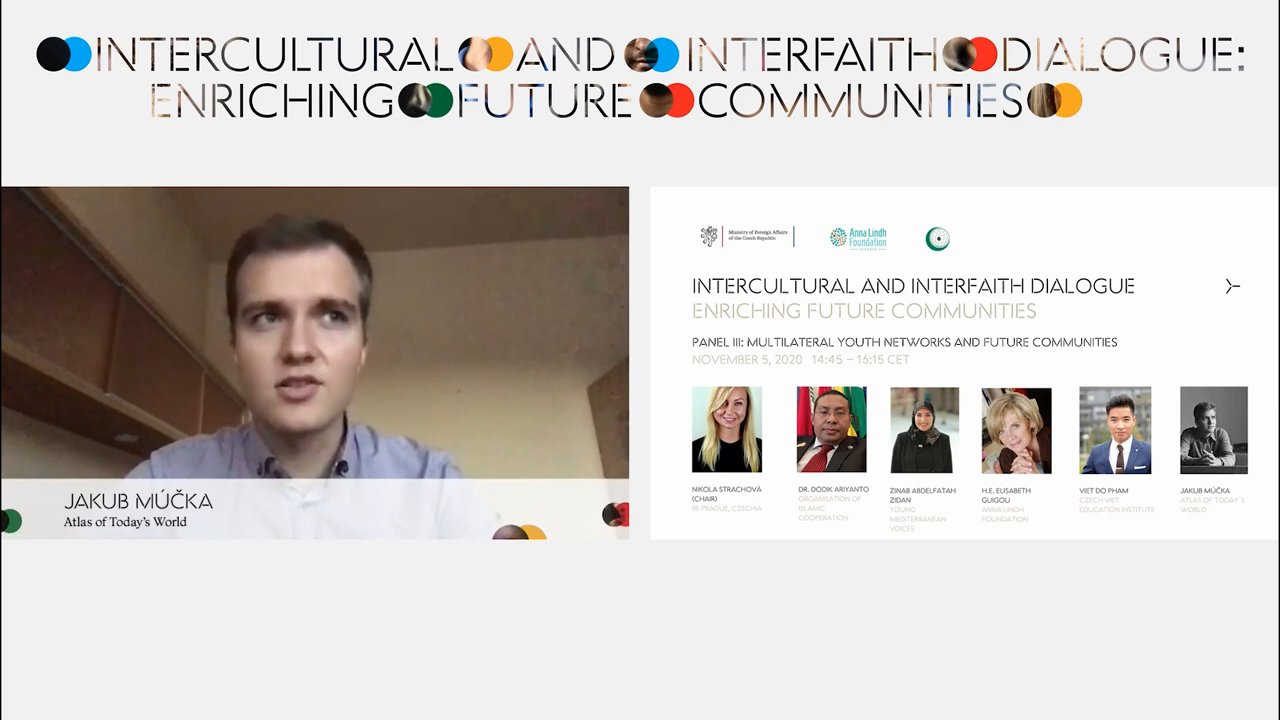 INTERCULTURAL AND INTERFAITH DIALOGUE:
ENRICHING FUTURE COMMUNITIES
JAKUB MÚČKA
Atlas of Today's World
Ministry of Foreign Affairs
of the Czech Republic
Anna Lindh
Foundation
INTERCULTURAL AND INTERFAITH DIALOGUE
ENRICHING FUTURE COMMUNITIES
PANEL III: MULTILATERAL YOUTH NETWORKS AND FUTURE COMMUNITIES
NOVEMBER 5, 2020 14:45 – 16:15 CET
NIKOLA STRACHOVÁ
(CHAIR)
IIR PRAGUE, CZECHIA
DR. DODIK ARIYANTO
ORGANISATION OF
ISLAMIC
COOPERATION
ZINAB ABDELFATAH
ZIDAN
YOUNG
MEDITERRANEAN
VOICES
H.E. ELISABETH
GUIGOU
ANNA LINDH
FOUNDATION
VIET DO PHAM
CZECH VIET
EDUCATION INSTITUTE
JAKUB MÚČKA
ATLAS OF TODAY´S
WORLD